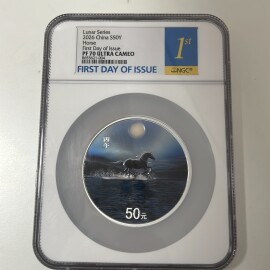 Lunar Series
2026 China S50Y
Horse
First Day of Issue
PF 70 ULTRA CAMEO
1st
NGC
FIRST DAY OF ISSUE
丙午
50元